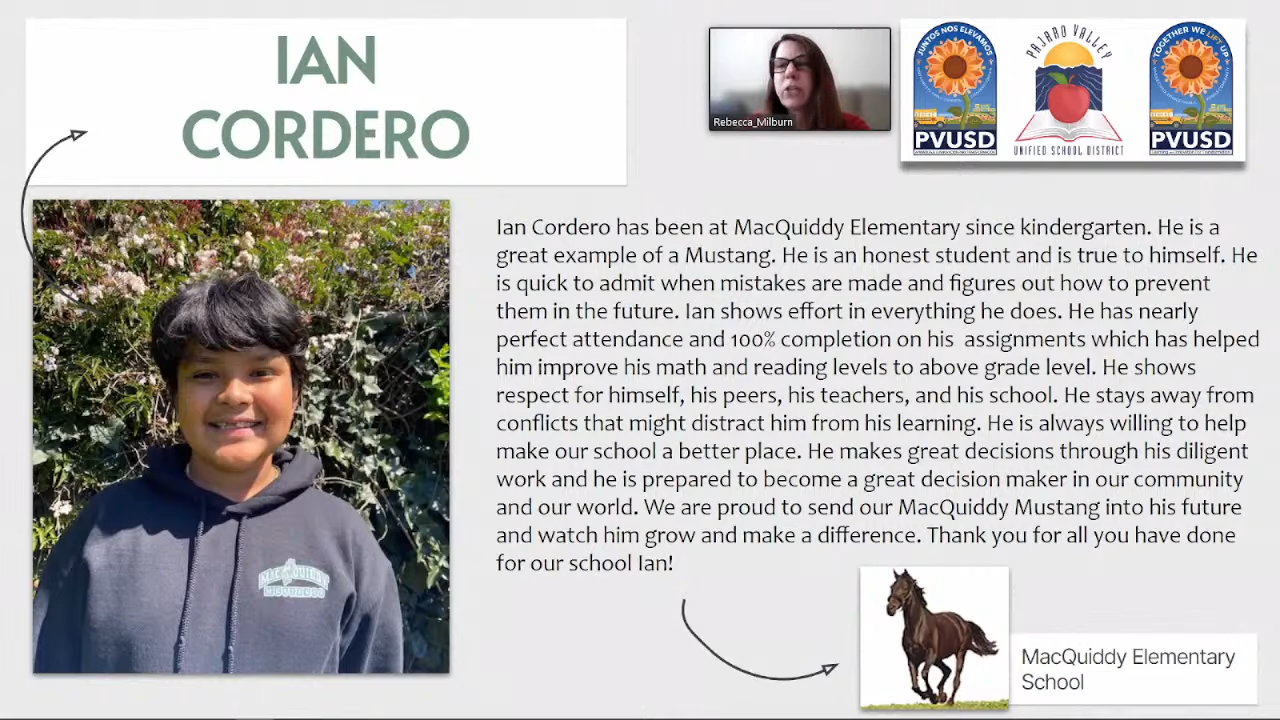 IAN
CORDERO
Rebecca_Milburn
JUNTOS NOS ELEVAMOS
PVUSD
PAJARO VALLEY
UNIFIED SCHOOL DISTRICT
TOGETHER WE LIFT UP
PVUSD
Ian Cordero has been at MacQuiddy Elementary since kindergarten. He is a
great example of a Mustang. He is an honest student and is true to himself. He
is quick to admit when mistakes are made and figures out how to prevent
them in the future. Ian shows effort in everything he does. He has nearly
perfect attendance and 100% completion on his assignments which has helped
him improve his math and reading levels to above grade level. He shows
respect for himself, his peers, his teachers, and his school. He stays away from
conflicts that might distract him from his learning. He is always willing to help
make our school a better place. He makes great decisions through his diligent
work and he is prepared to become a great decision maker in our community
and our world. We are proud to send our MacQuiddy Mustang into his future
and watch him grow and make a difference. Thank you for all you have done
for our school Ian!
MACQUIDDY
MacQuiddy Elementary
School